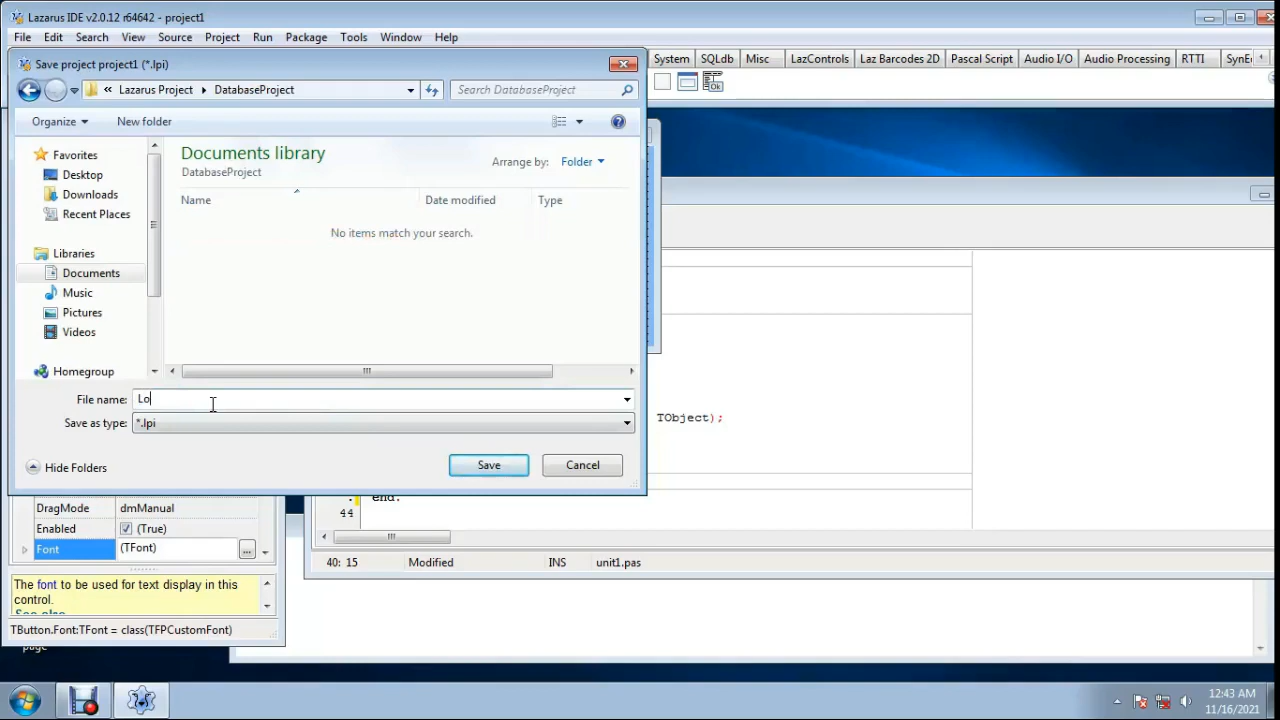 Lazarus IDE v2.0.12 r64642 - project1
File Edit Search View Source Project Run Package Tools Window Help
Save project project1 (*.lpi)
System SQLdb Misc LazControls Laz Barcodes 2D Pascal Script Audio I/O Audio Processing RTTI SynE
Lazarus Project DatabaseProject
Search DatabaseProject
Ok
Organize New folder
Favorites
Desktop
Downloads
Recent Places
Libraries
Documents
Music
Pictures
Videos
Homegroup
Documents library
DatabaseProject
Arrange by: Folder
Name Date modified Type
No items match your search.
File name: Lo
Save as type: *.lpi
Hide Folders
Save Cancel
TObject);
end.
44
40: 15 Modified INS unit1.pas
DragMode dmManual
Enabled (True)
Font (TFont) ...
The font to be used for text display in this
control.
See also
TButton.Font:TFont = class(TFPCustomFont)
page
12:43 AM
11/16/2021